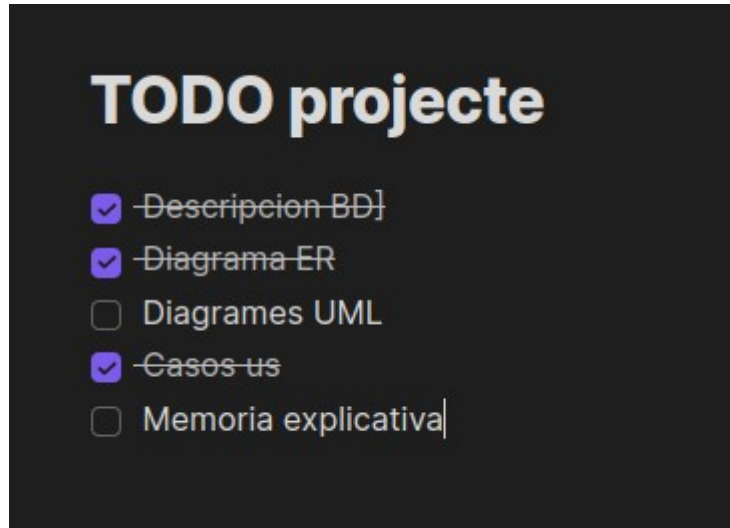 TODO projecte
Descripcion BD]
Diagrama ER
Diagrames UML
Casos us
Memoria explicativa